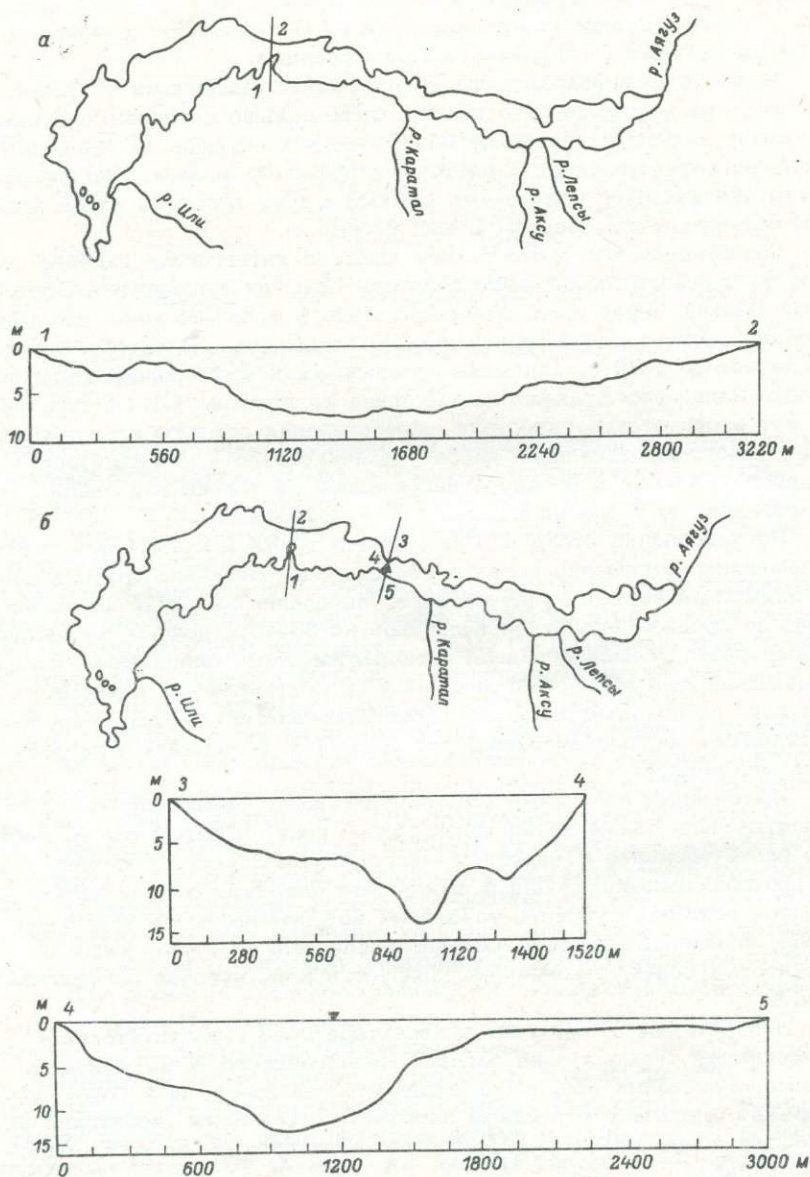 а
2
1
р. Аягуз
р. Или
р. Каратал
р. Аксу
р. Лепсы
м
1
2
0
5
10
0 560 1120 1680 2240 2800 3220 м
б
2
1
3
4
5
р. Аягуз
р. Или
р. Каратал
р. Аксу
р. Лепсы
м
3
4
0
5
10
15
0 280 560 840 1120 1400 1520 м
м
4
5
0
5
10
15
0 600 1200 1800 2400 3000 м